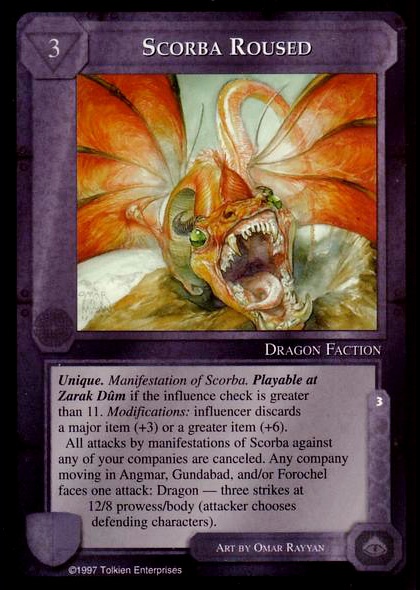 3
SCORBA ROUSED
DRAGON FACTION
Unique. Manifestation of Scorba. Playable at
Zarak Dûm if the influence check is greater
than 11. Modifications: influencer discards
a major item (+3) or a greater item (+6).
All attacks by manifestations of Scorba against
any of your companies are canceled. Any company
moving in Angmar, Gundabad, and/or Forochel
faces one attack: Dragon — three strikes at
12/8 prowess/body (attacker chooses
defending characters).
3
ART BY OMAR RAYYAN
©1997 Tolkien Enterprises